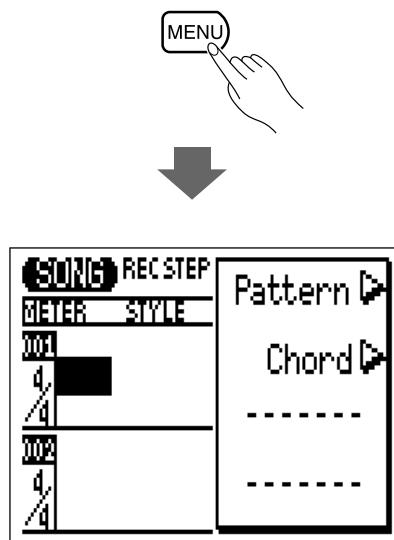 MENU
SONG REC STEP
METER STYLE
001
4/4
002
4/4
Pattern
Chord
-------
-------